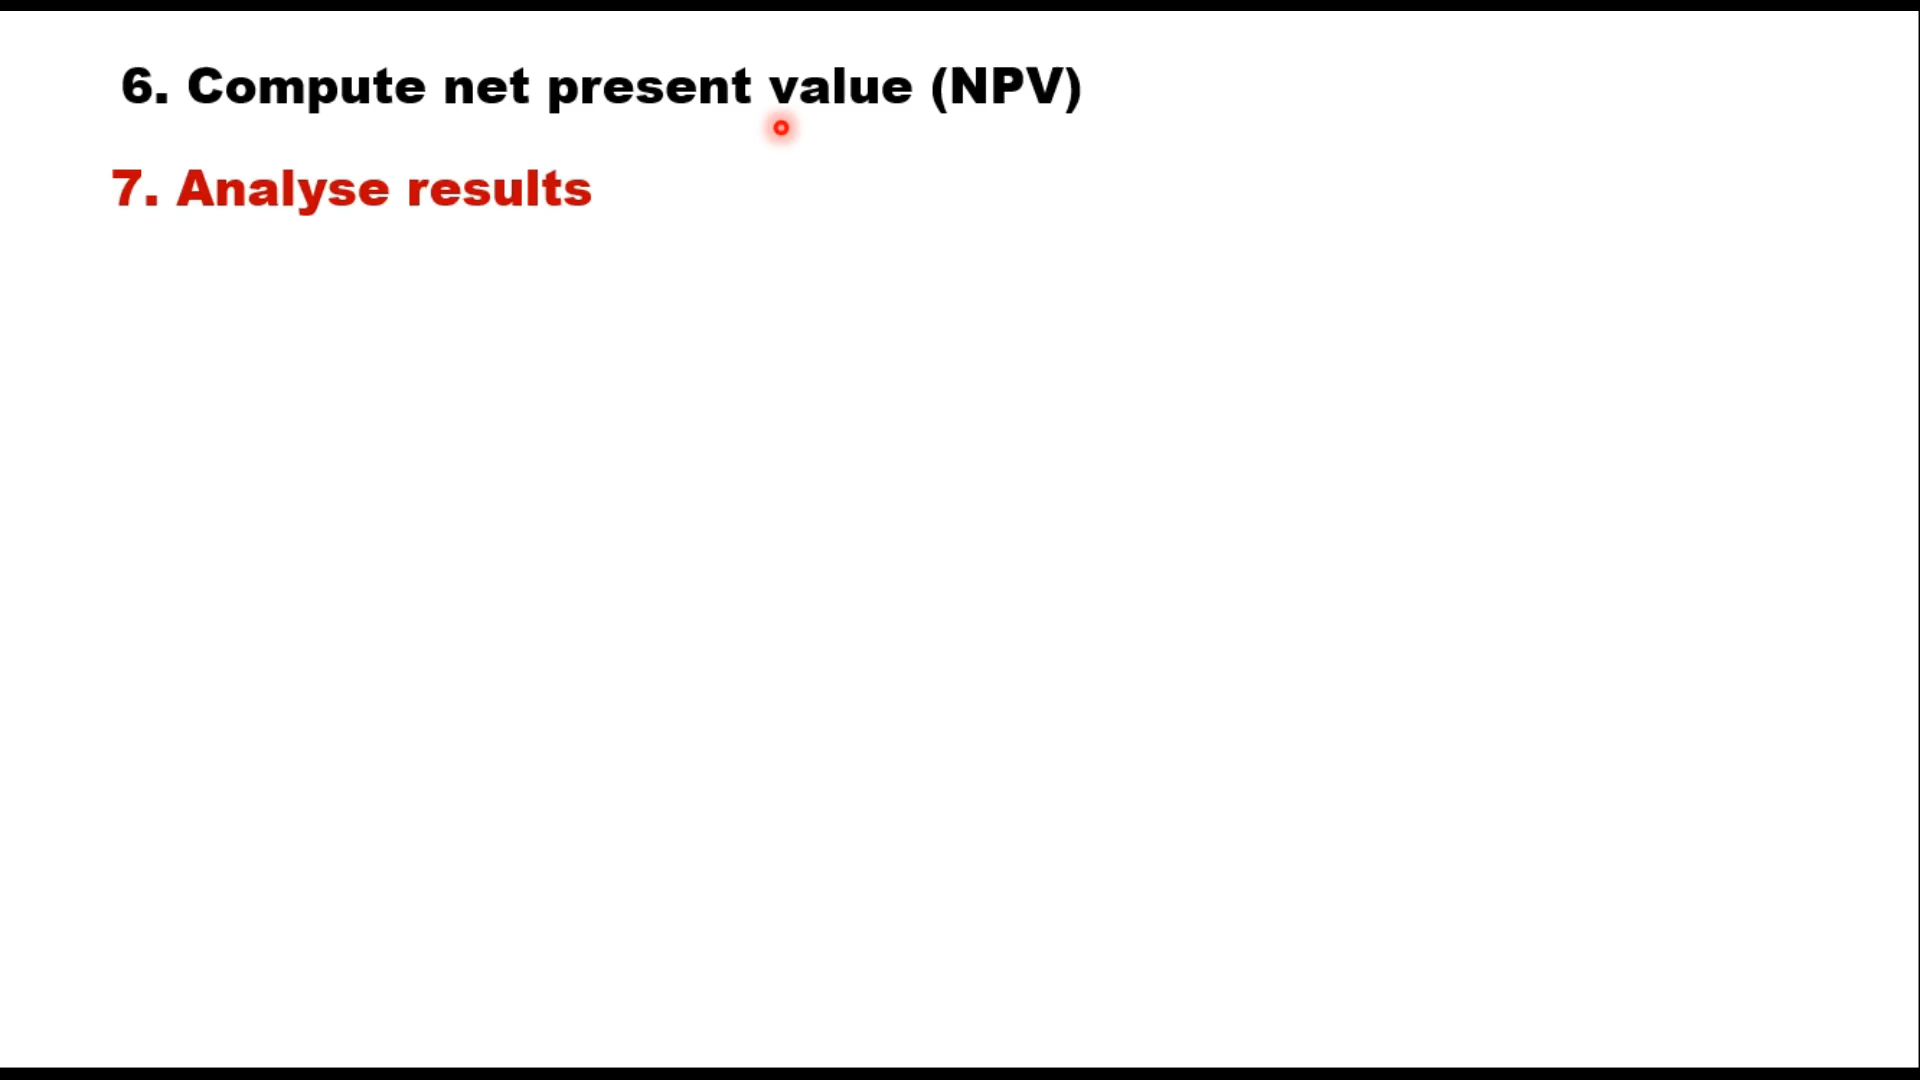 6. Compute net present value (NPV)
7. Analyse results